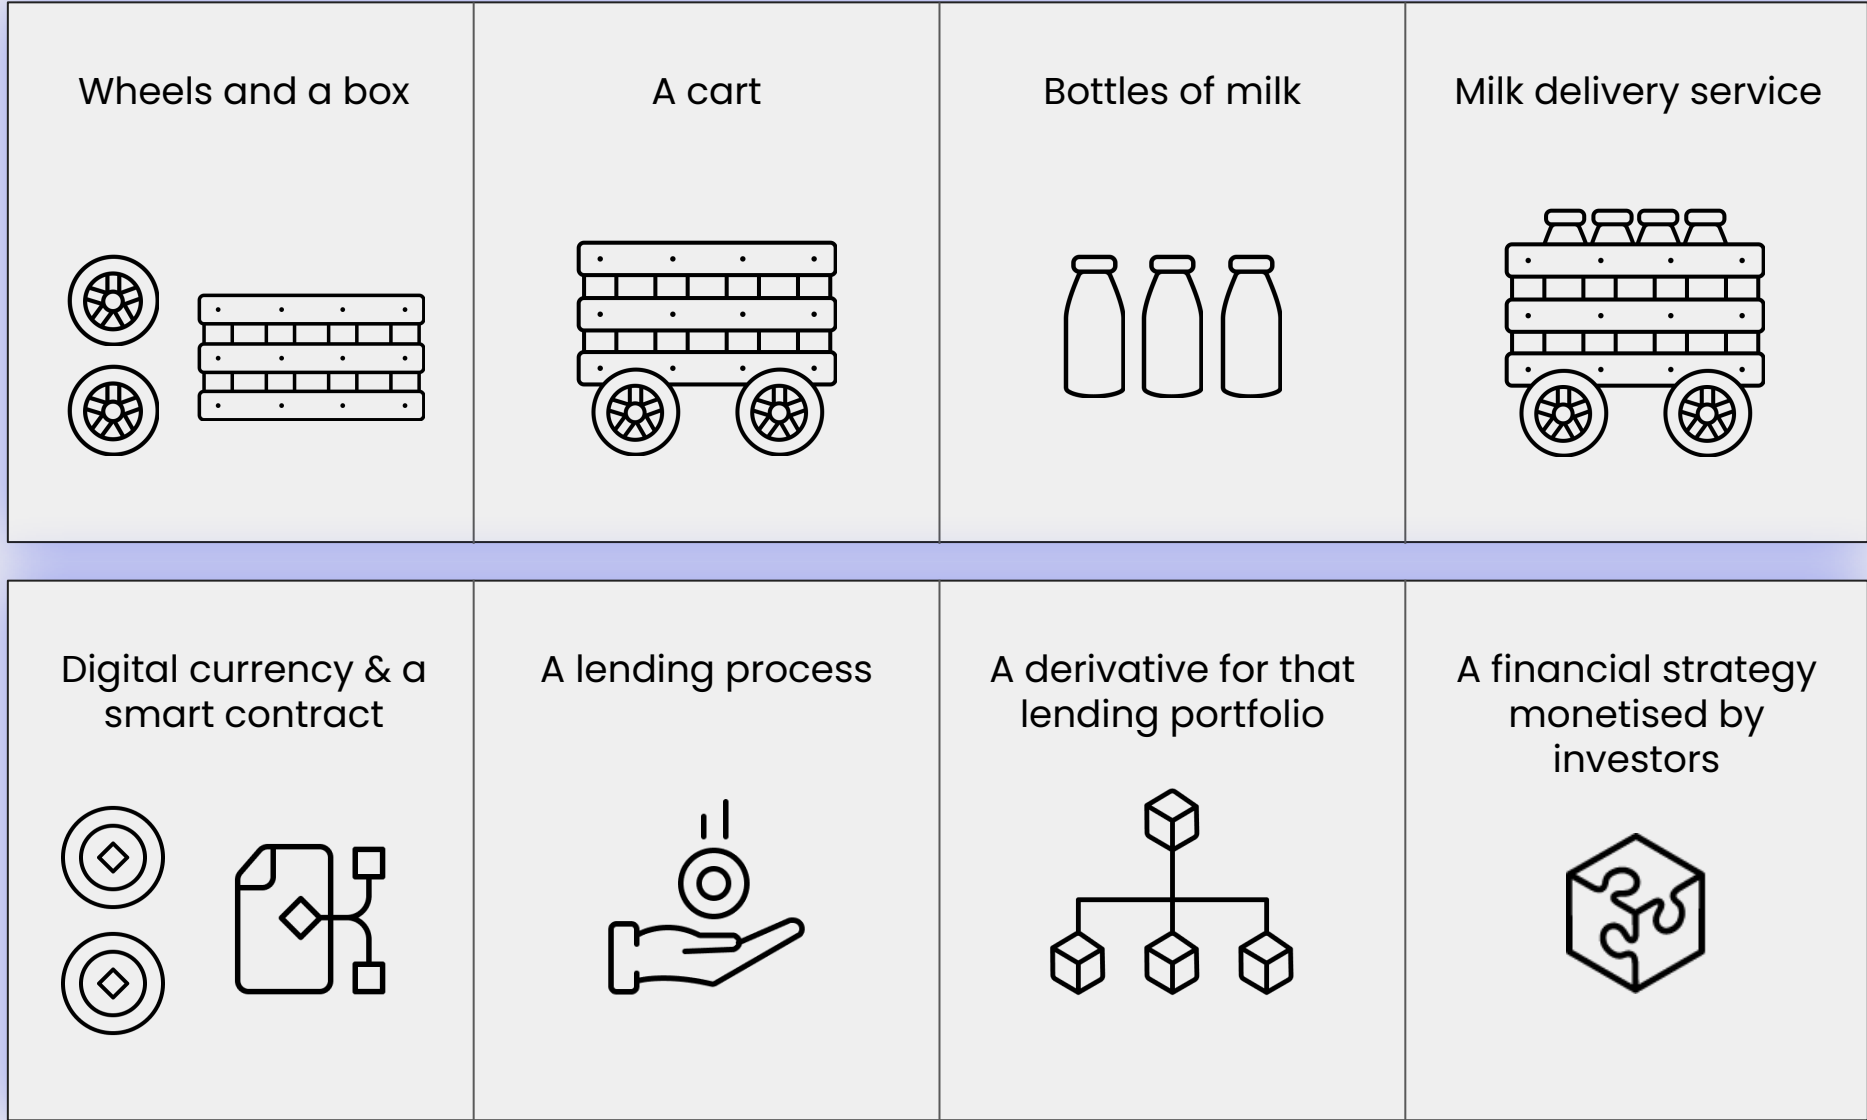 Wheels and a box
A cart
Bottles of milk
Milk delivery service
Digital currency & a
smart contract
A lending process
A derivative for that
lending portfolio
A financial strategy
monetised by
investors